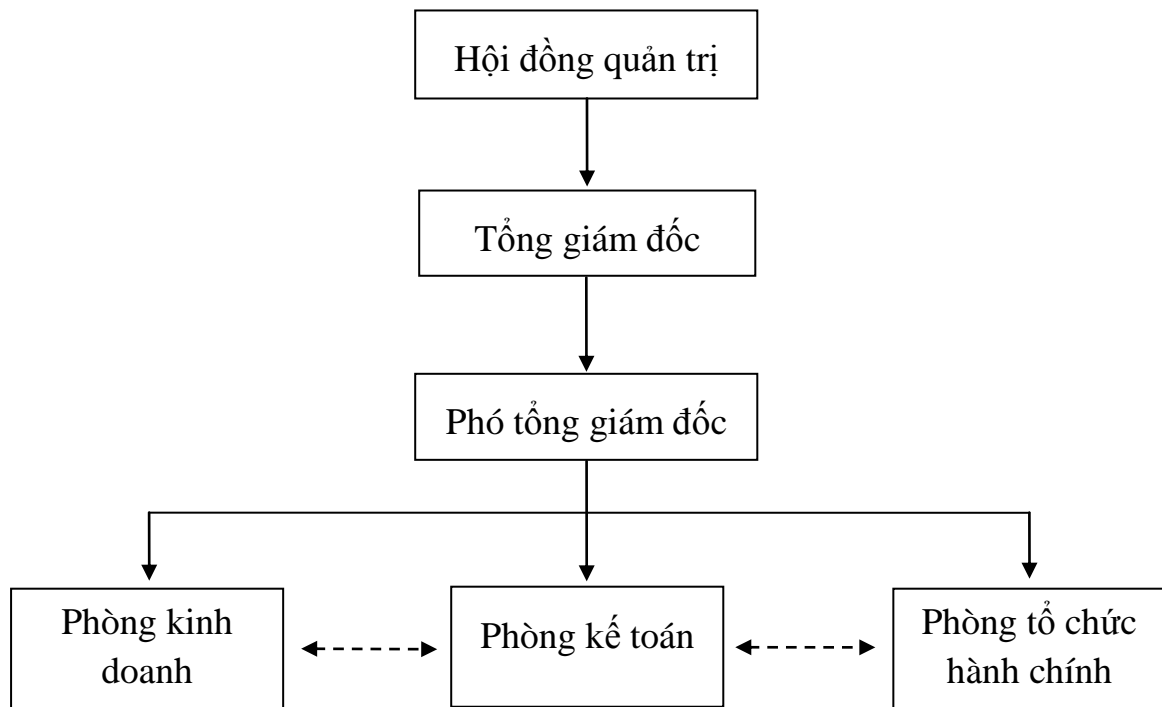 Hội đồng quản trị
Tổng giám đốc
Phó tổng giám đốc
Phòng kinh
doanh
Phòng kế toán
Phòng tổ chức
hành chính